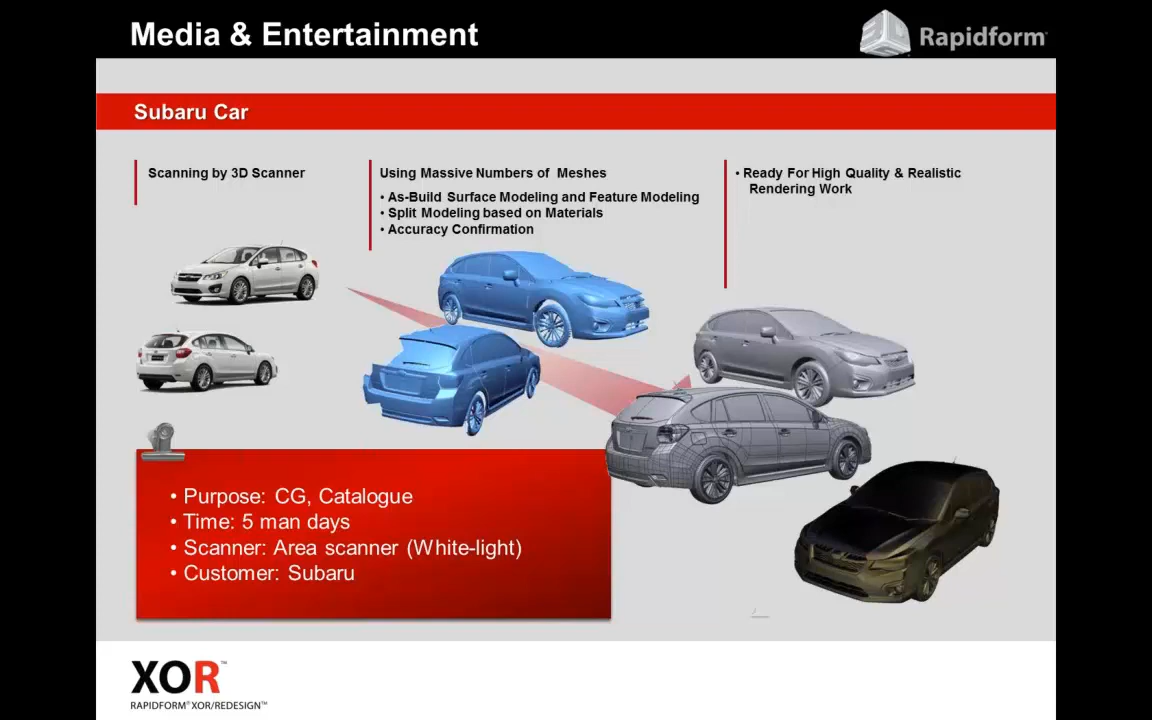 Media & Entertainment
Rapidform
Subaru Car
Scanning by 3D Scanner
Using Massive Numbers of Meshes
• As-Build Surface Modeling and Feature Modeling
• Split Modeling based on Materials
• Accuracy Confirmation
• Ready For High Quality & Realistic
Rendering Work
• Purpose: CG, Catalogue
• Time: 5 man days
• Scanner: Area scanner (White-light)
• Customer: Subaru
XOR™
RAPIDFORM® XOR/REDESIGN™